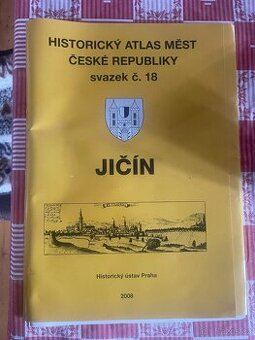 HISTORICKÝ ATLAS MĚST
ČESKÉ REPUBLIKY
svazek č. 18
JIČÍN
Historický ústav Praha
2008